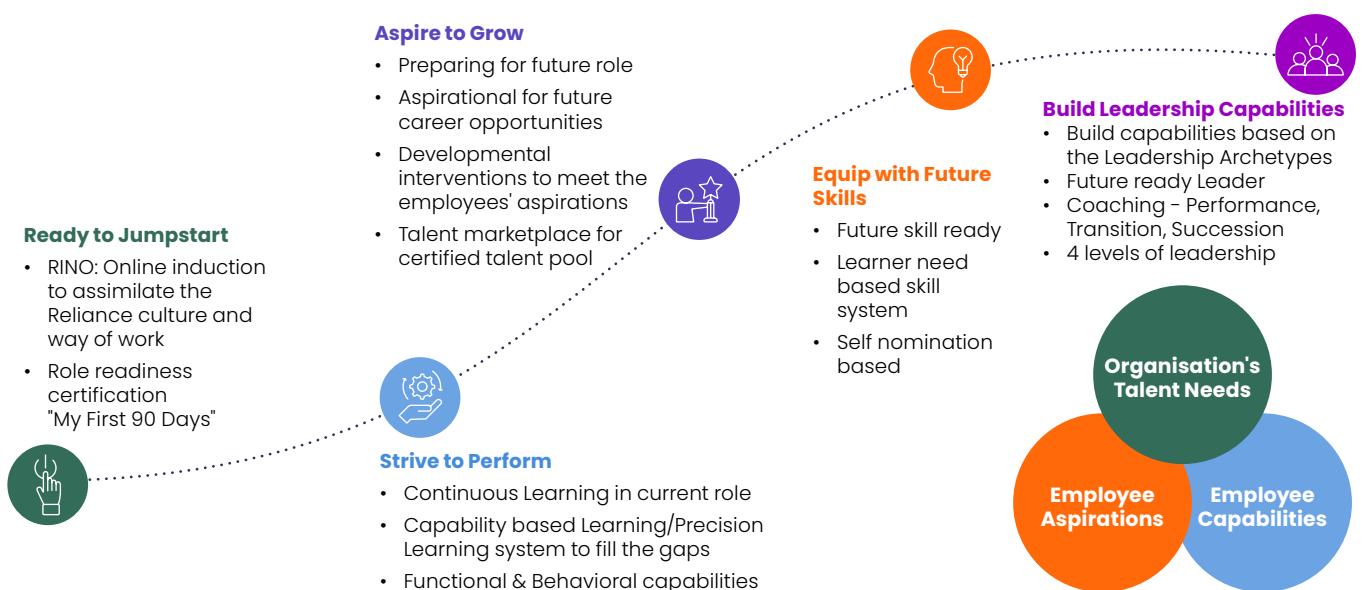 Ready to Jumpstart
• RINO: Online induction
to assimilate the
Reliance culture and
way of work
• Role readiness
certification
"My First 90 Days"
Strive to Perform
• Continuous Learning in current role
• Capability based Learning/Precision
Learning system to fill the gaps
• Functional & Behavioral capabilities
Aspire to Grow
• Preparing for future role
• Aspirational for future
career opportunities
• Developmental
interventions to meet the
employees' aspirations
• Talent marketplace for
certified talent pool
Equip with Future
Skills
• Future skill ready
• Learner need
based skill
system
• Self nomination
based
Build Leadership Capabilities
• Build capabilities based on
the Leadership Archetypes
• Future ready Leader
• Coaching - Performance,
Transition, Succession
• 4 levels of leadership
Organisation's
Talent Needs
Employee
Aspirations
Employee
Capabilities